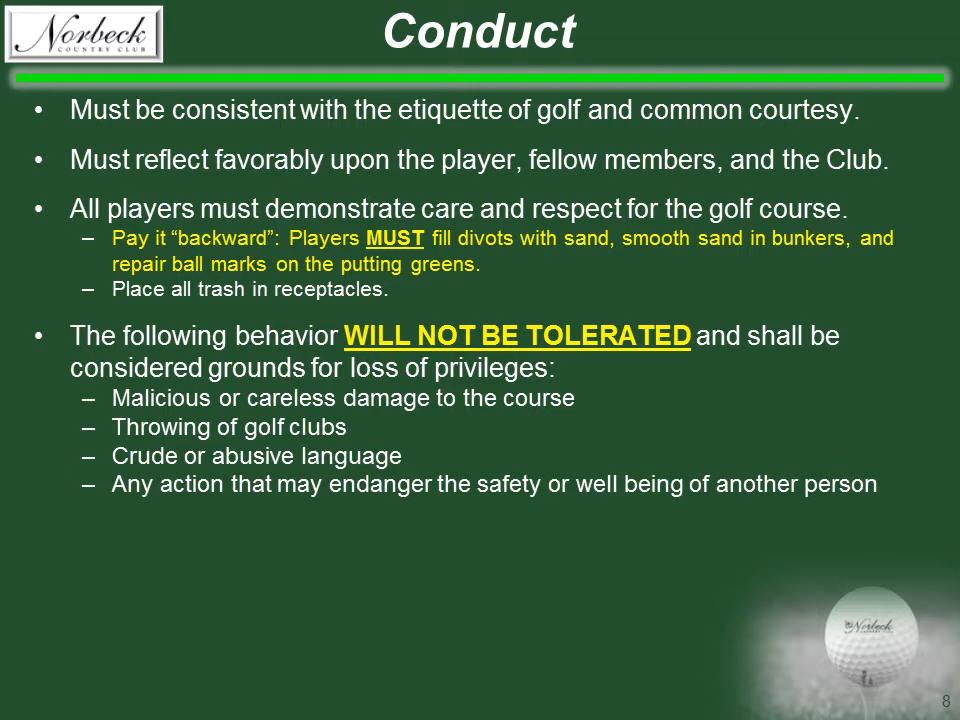 Norbeck
COUNTRY CLUB
Conduct
• Must be consistent with the etiquette of golf and common courtesy.
• Must reflect favorably upon the player, fellow members, and the Club.
• All players must demonstrate care and respect for the golf course.
– Pay it “backward”: Players MUST fill divots with sand, smooth sand in bunkers, and
repair ball marks on the putting greens.
– Place all trash in receptacles.
• The following behavior WILL NOT BE TOLERATED and shall be
considered grounds for loss of privileges:
– Malicious or careless damage to the course
– Throwing of golf clubs
– Crude or abusive language
– Any action that may endanger the safety or well being of another person
Norbeck
COUNTRY CLUB
8